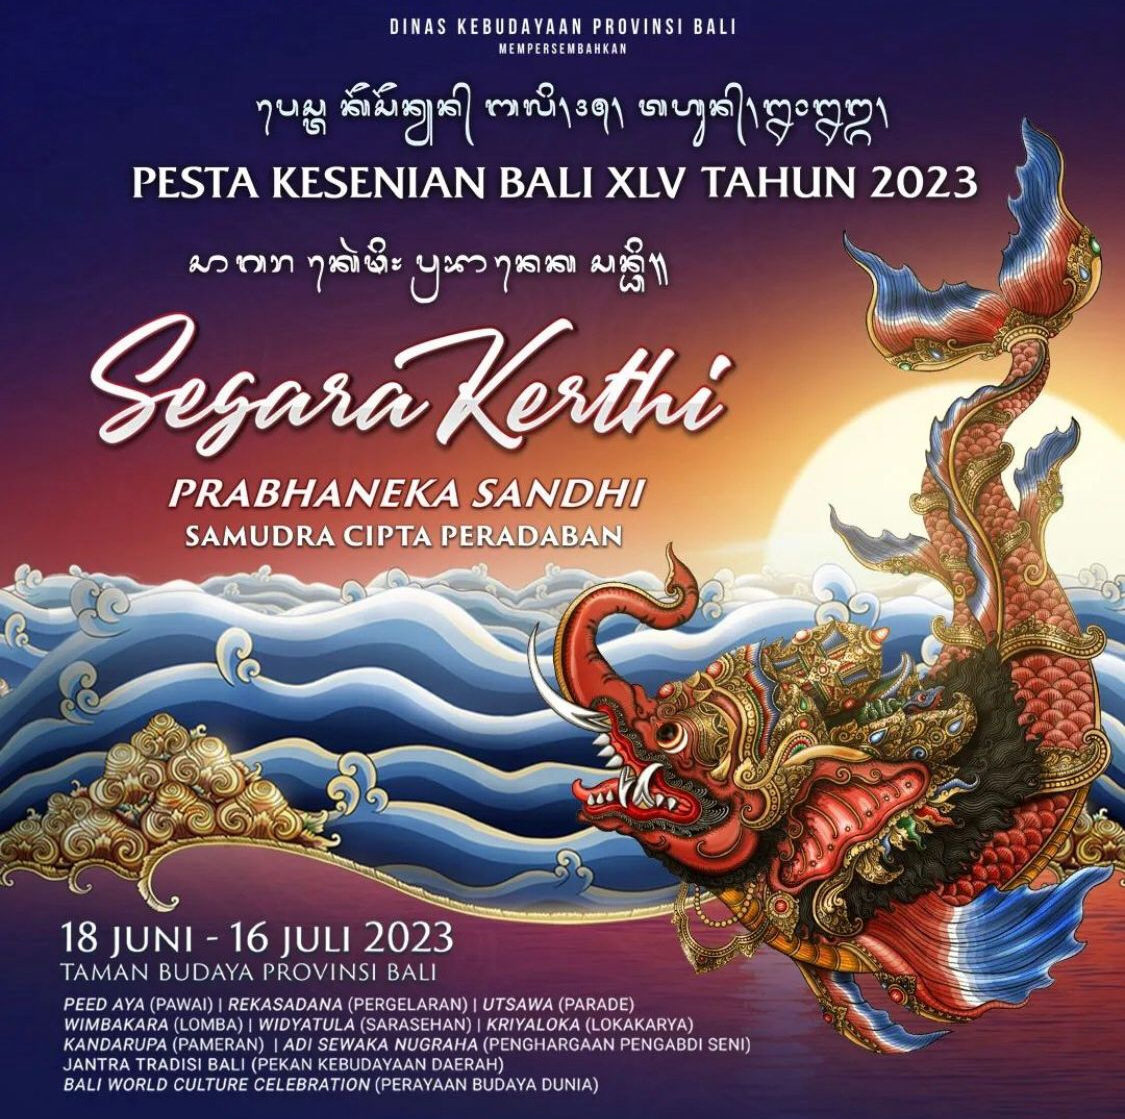 DINAS KEBUDAYAAN PROVINSI BALI
MEMPERSEMBAHKAN
PESTA KESENIAN BALI XLV TAHUN 2023
Segara Kerthi
PRABHANEKA SANDHI
SAMUDRA CIPTA PERADABAN
18 JUNI - 16 JULI 2023
TAMAN BUDAYA PROVINSI BALI
PEED AYA (PAWAI) | REKASADANA (PERGELARAN) | UTSAWA (PARADE)
WIMBAKARA (LOMBA) | WIDYATULA (SARASEHAN) | KRIYALOKA (LOKAKARYA)
KANDARUPA (PAMERAN) | ADI SEWAKA NUGRAHA (PENGHARGAAN PENGABDI SENI)
JANTRA TRADISI BALI (PEKAN KEBUDAYAAN DAERAH)
BALI WORLD CULTURE CELEBRATION (PERAYAAN BUDAYA DUNIA)